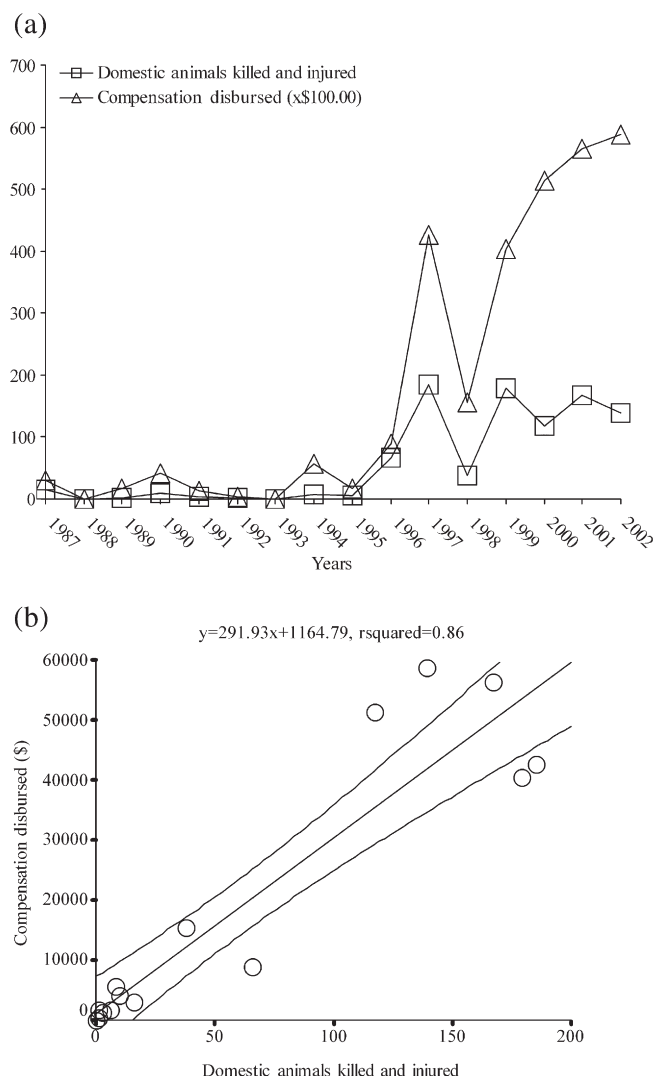 (a)
700
Domestic animals killed and injured
Compensation disbursed (x$100.00)
600
500
400
300
200
100
0
1987 1988 1989 1990 1991 1992 1993 1994 1995 1996 1997 1998 1999 2000 2001 2002
Years
(b)
y=291.93x+1164.79, rsquared=0.86
60000
50000
40000
30000
20000
10000
0
Compensation disbursed ($)
0 50 100 150 200
Domestic animals killed and injured